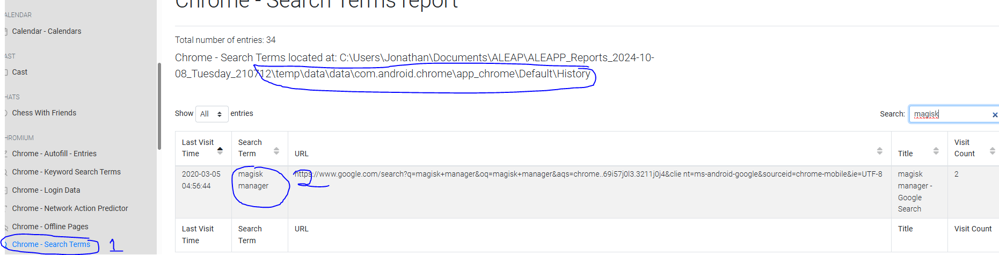 Chrome - Search Terms report
ALENDAR
Calendar - Calendars
AST
Cast
HATS
Chess With Friends
HROMIUM
Chrome - Autofill - Entries
Chrome - Keyword Search Terms
Chrome - Login Data
Chrome - Network Action Predictor
Chrome - Offline Pages
Chrome - Search Terms
1
Total number of entries: 34
Chrome - Search Terms located at: C:\Users\Jonathan\Documents\ALEAP\ALEAPP_Reports_2024-10-
08_Tuesday_210712\temp\data\data\com.android.chrome\app_chrome\Default\History
Show All entries
Search: magisk
Last Visit
Time
Search
Term
URL
Title
Visit
Count
2020-03-05
04:56:44
magisk
manager
https://www.google.com/search?q=magisk+manager&oq=magisk+manager&aqs=chrome..69i57j0l3.3211j0j4&clie nt=ms-android-google&sourceid=chrome-mobile&ie=UTF-8
magisk
manager -
Google
Search
2
Last Visit
Time
Search
Term
URL
Title
Visit Count